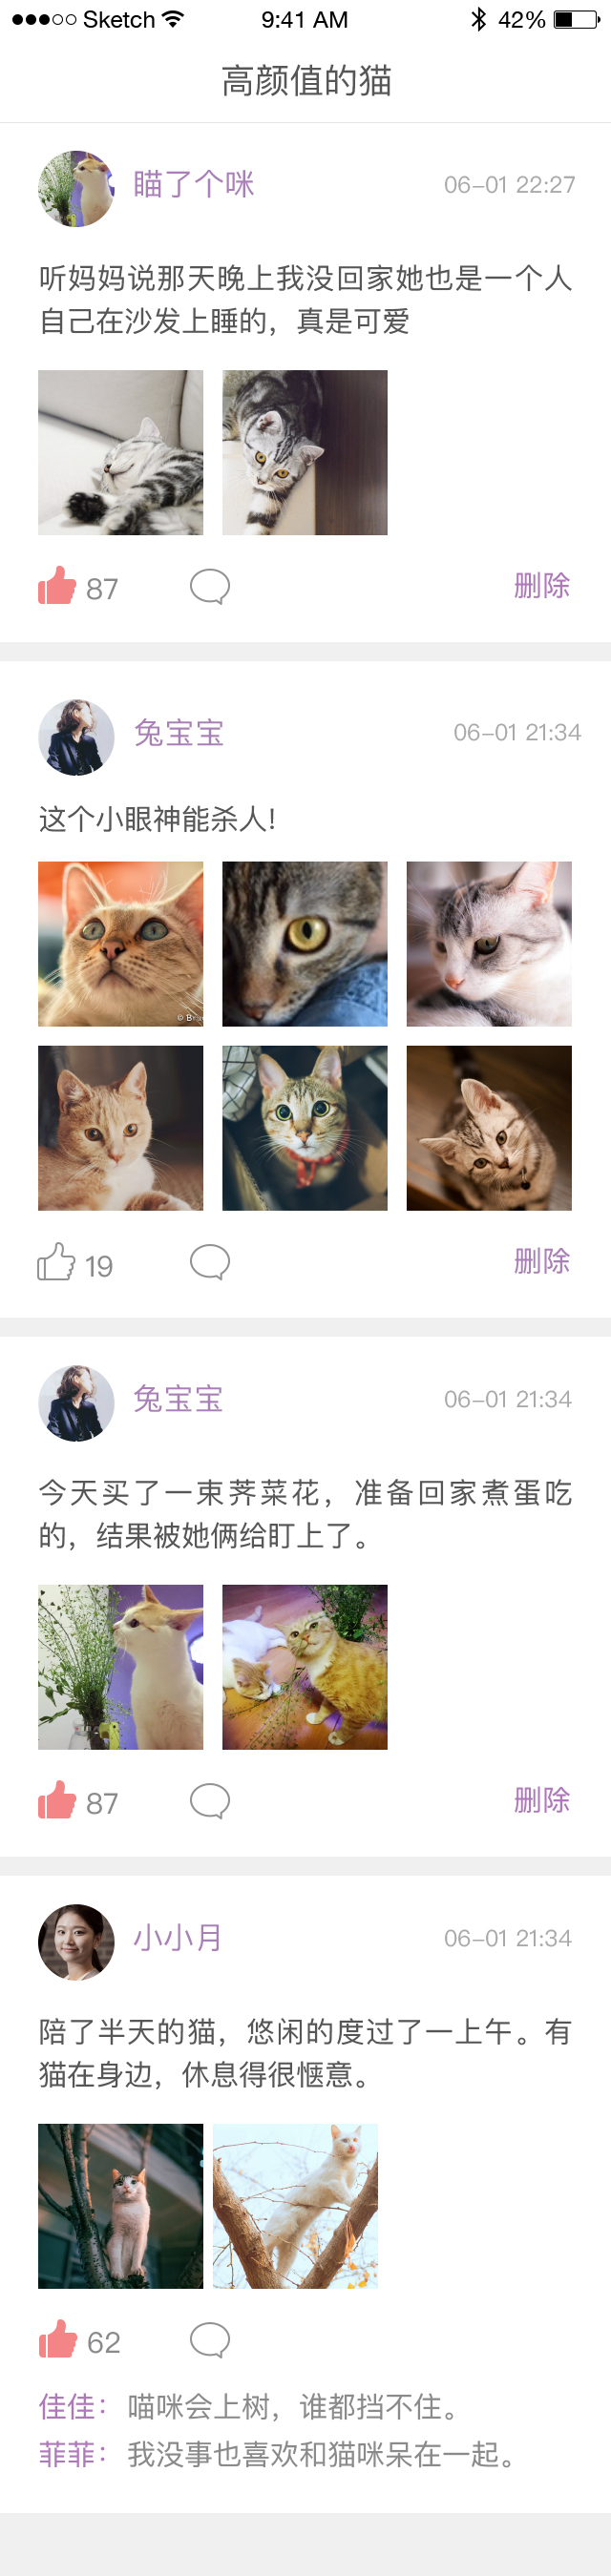 Sketch 9:41 AM 42%
高颜值的猫
瞄了个咪 06-01 22:27
听妈妈说那天晚上我没回家她也是一个人
自己在沙发上睡的，真是可爱
87 删除
兔宝宝 06-01 21:34
这个小眼神能杀人!
© Br
19 删除
兔宝宝 06-01 21:34
今天买了一束荠菜花，准备回家煮蛋吃
的，结果被她俩给盯上了。
87 删除
小小月 06-01 21:34
陪了半天的猫，悠闲的度过了一上午。有
猫在身边，休息得很惬意。
62
佳佳：喵咪会上树，谁都挡不住。
菲菲：我没事也喜欢和猫咪呆在一起。